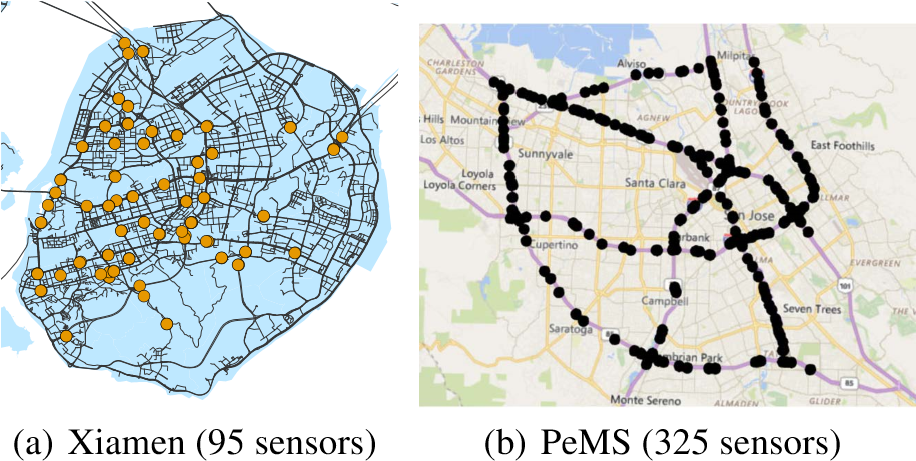 Milpitas
Alviso
CHARLESTON
GARDENS
Mountain View
AGNEW
Hills
Los Altos
East Foothills
Sunnyvale
Loyola
Loyola Corners
Santa Clara
San Jose
Cupertino
EVERGREEN
101
Campbell
Seven Trees
Saratoga
Cambrian Park
85
Monte Sereno
ALMADEN
GLIDER
(a) Xiamen (95 sensors)
(b) PeMS (325 sensors)